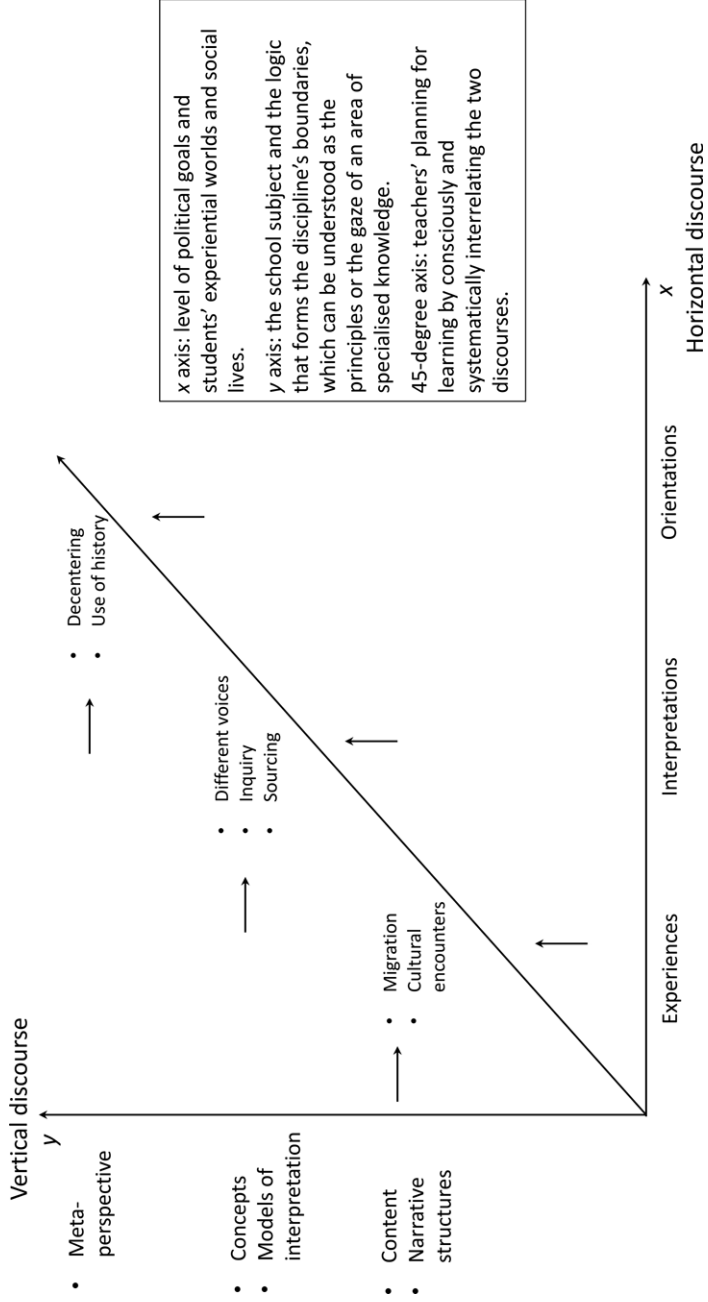 Vertical discourse
y
• Meta-
perspective
• Concepts
• Models of
interpretation
• Content
• Narrative
structures
• Decentering
• Use of history
• Different voices
• Inquiry
• Sourcing
• Migration
• Cultural
encounters
Experiences
Interpretations
Orientations
x
Horizontal discourse
x axis: level of political goals and
students’ experiential worlds and social
lives.
y axis: the school subject and the logic
that forms the discipline’s boundaries,
which can be understood as the
principles or the gaze of an area of
specialised knowledge.
45-degree axis: teachers’ planning for
learning by consciously and
systematically interrelating the two
discourses.